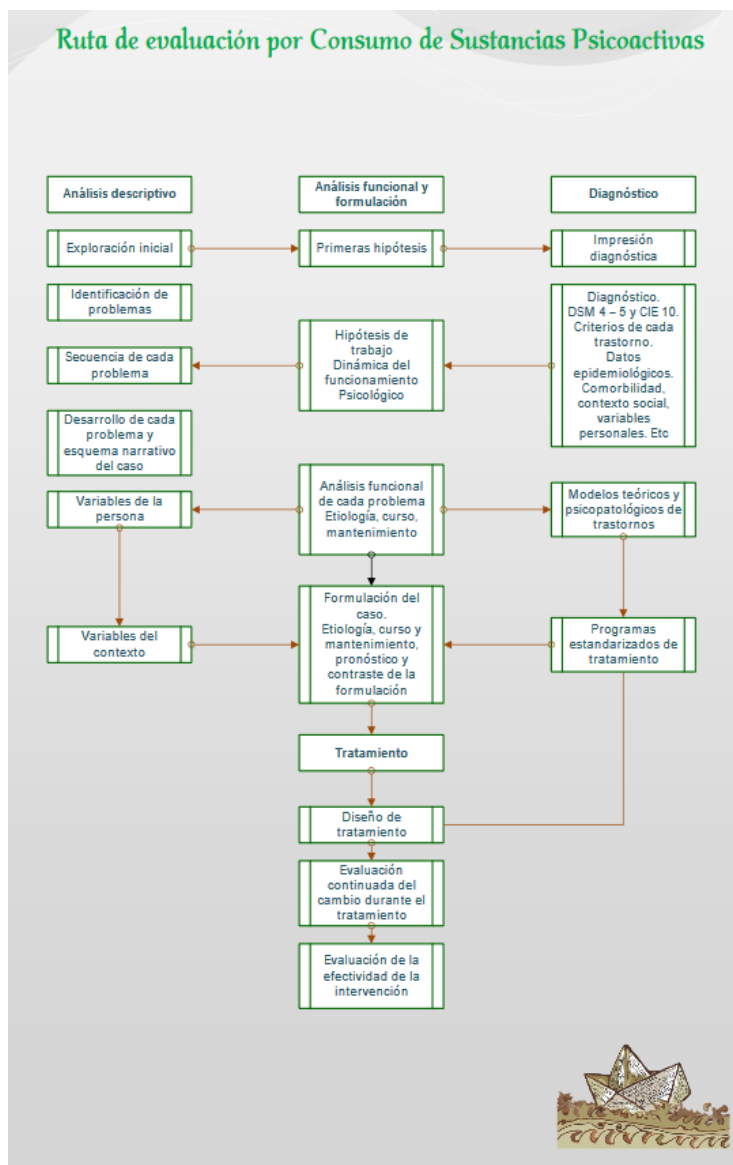 Ruta de evaluación por Consumo de Sustancias Psicoactivas
Análisis descriptivo
Análisis funcional y
formulación
Diagnóstico
Exploración inicial
Primeras hipótesis
Impresión
diagnóstica
Identificación de
problemas
Diagnóstico.
DSM 4 – 5 y CIE 10.
Criterios de cada
trastorno.
Datos
epidemiológicos.
Comorbilidad,
contexto social,
variables
personales. Etc
Hipótesis de
trabajo
Dinámica del
funcionamiento
Psicológico
Secuencia de cada
problema
Desarrollo de cada
problema y
esquema narrativo
del caso
Análisis funcional
de cada problema
Etiología, curso,
mantenimiento
Variables de la
persona
Modelos teóricos y
psicopatológicos de
trastornos
Formulación del
caso.
Etiología, curso y
mantenimiento,
pronóstico y
contraste de la
formulación
Variables del
contexto
Programas
estandarizados de
tratamiento
Tratamiento
Diseño de
tratamiento
Evaluación
continuada del
cambio durante el
tratamiento
Evaluación de la
efectividad de la
intervención